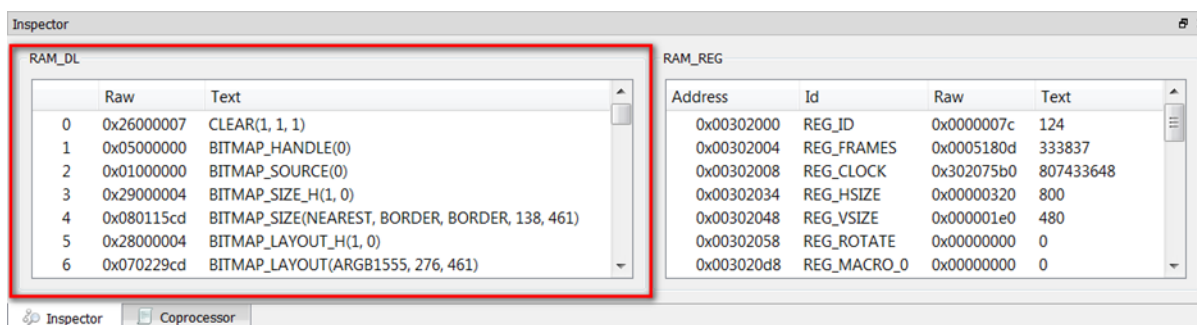 Inspector
RAM_DL
Raw Text
0 0x26000007 CLEAR(1, 1, 1)
1 0x05000000 BITMAP_HANDLE(0)
2 0x01000000 BITMAP_SOURCE(0)
3 0x29000004 BITMAP_SIZE_H(1, 0)
4 0x080115cd BITMAP_SIZE(NEAREST, BORDER, BORDER, 138, 461)
5 0x28000004 BITMAP_LAYOUT_H(1, 0)
6 0x070229cd BITMAP_LAYOUT(ARGB1555, 276, 461)
RAM_REG
Address Id Raw Text
0x00302000 REG_ID 0x0000007c 124
0x00302004 REG_FRAMES 0x0005180d 333837
0x00302008 REG_CLOCK 0x302075b0 807433648
0x00302034 REG_HSIZE 0x00000320 800
0x00302048 REG_VSIZE 0x000001e0 480
0x00302058 REG_ROTATE 0x00000000 0
0x003020d8 REG_MACRO_0 0x00000000 0
Inspector Coprocessor